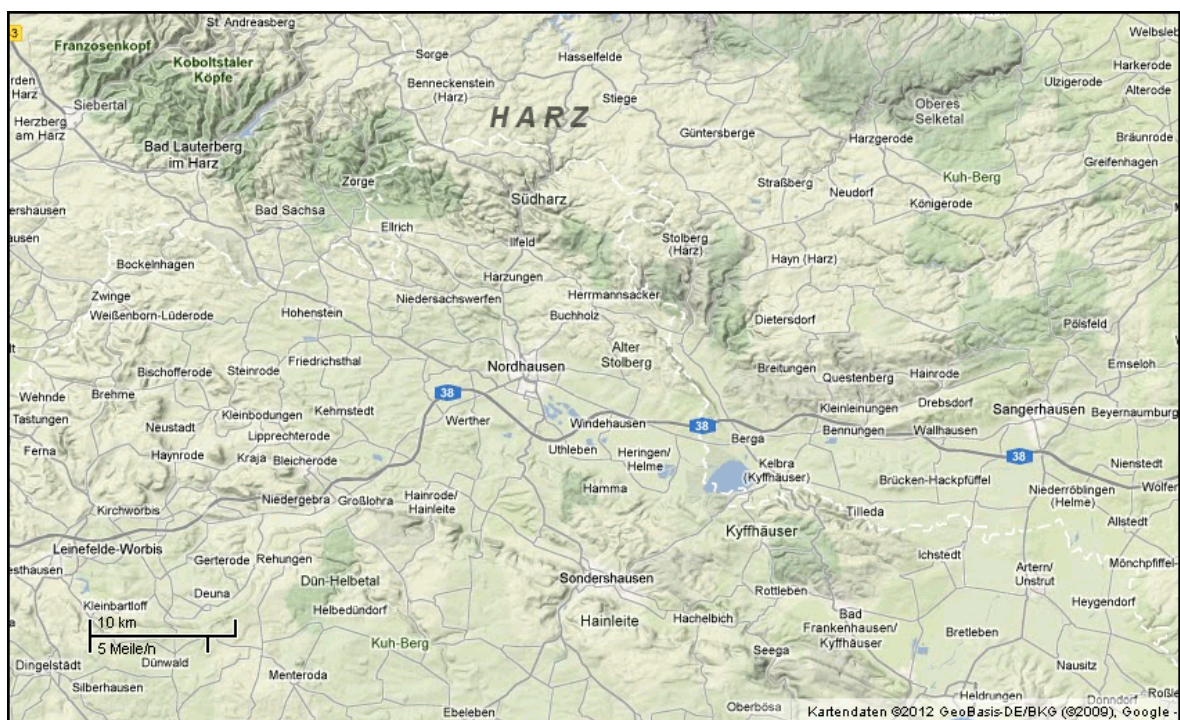 St. Andreasberg
3
Franzosenkopf
Koboltstaler
Köpfe
Sorge
Hasselfelde
Welbsleb
Benneckenstein
(Harz)
Stiege
Harkerode
Ulzigerode
Alterode
rden
Harz
Siebertal
Herzberg
am Harz
HARZ
Oberes
Selketal
Güntersberge
Harzgerode
Bräunrode
Bad Lauterberg
im Harz
Greifenhagen
Kuh-Berg
Zorge
Straßberg
Neudorf
Südharz
Königerode
ershausen
Bad Sachsa
Ellrich
ausen
Ilfeld
Stolberg
(Harz)
Hayn (Harz)
Bockelnhagen
Harzungen
Zwinge
Niedersachswerfen
Herrmannsacker
Weißenborn-Lüderode
Hohenstein
Buchholz
Dietersdorf
Pölsfeld
Alter
Stolberg
Friedrichsthal
Nordhausen
Emseloh
Bischofferode
Steinrode
Breitungen
Questenberg
Hainrode
Wehnde
Brehme
38
Tastungen
Kleinbodungen
Kehmstedt
Werther
Windehausen
38
Kleinleinungen
Drebsdorf
Sangerhausen
Beyernaumburg
Neustadt
Lipprechterode
Berga
Bennungen
Wallhausen
Ferna
Haynrode
Kraja
Bleicherode
Uthleben
Heringen/
Helme
Kelbra
(Kyffhäuser)
38
Nienstedt
Brücken-Hackpfüffel
Niederröblingen
(Helme)
Wolfer
Niedergebra
Großlohra
Hainrode/
Hainleite
Hamma
Kirchworbis
Tilleda
Allstedt
Kyffhäuser
Leinefelde-Worbis
Gerterode
Rehungen
Ichstedt
Mönchpfiffel-
esthausen
Artern/
Unstrut
Dün-Helbetal
Sondershausen
Deuna
Rottleben
Kleinbartloff
Helbedündorf
Hainleite
Hachelbich
Bad
Frankenhausen/
Kyffhäuser
Heygendorf
10 km
5 Meile/n
Kuh-Berg
Bretleben
Dingelstädt
Dünwald
Seega
Nausitz
Silberhausen
Menteroda
Heldrungen
Donndorf
Roßle
Ebeleben
Oberbösa
Kartendaten ©2012 GeoBasis-DE/BKG (©2009), Google -